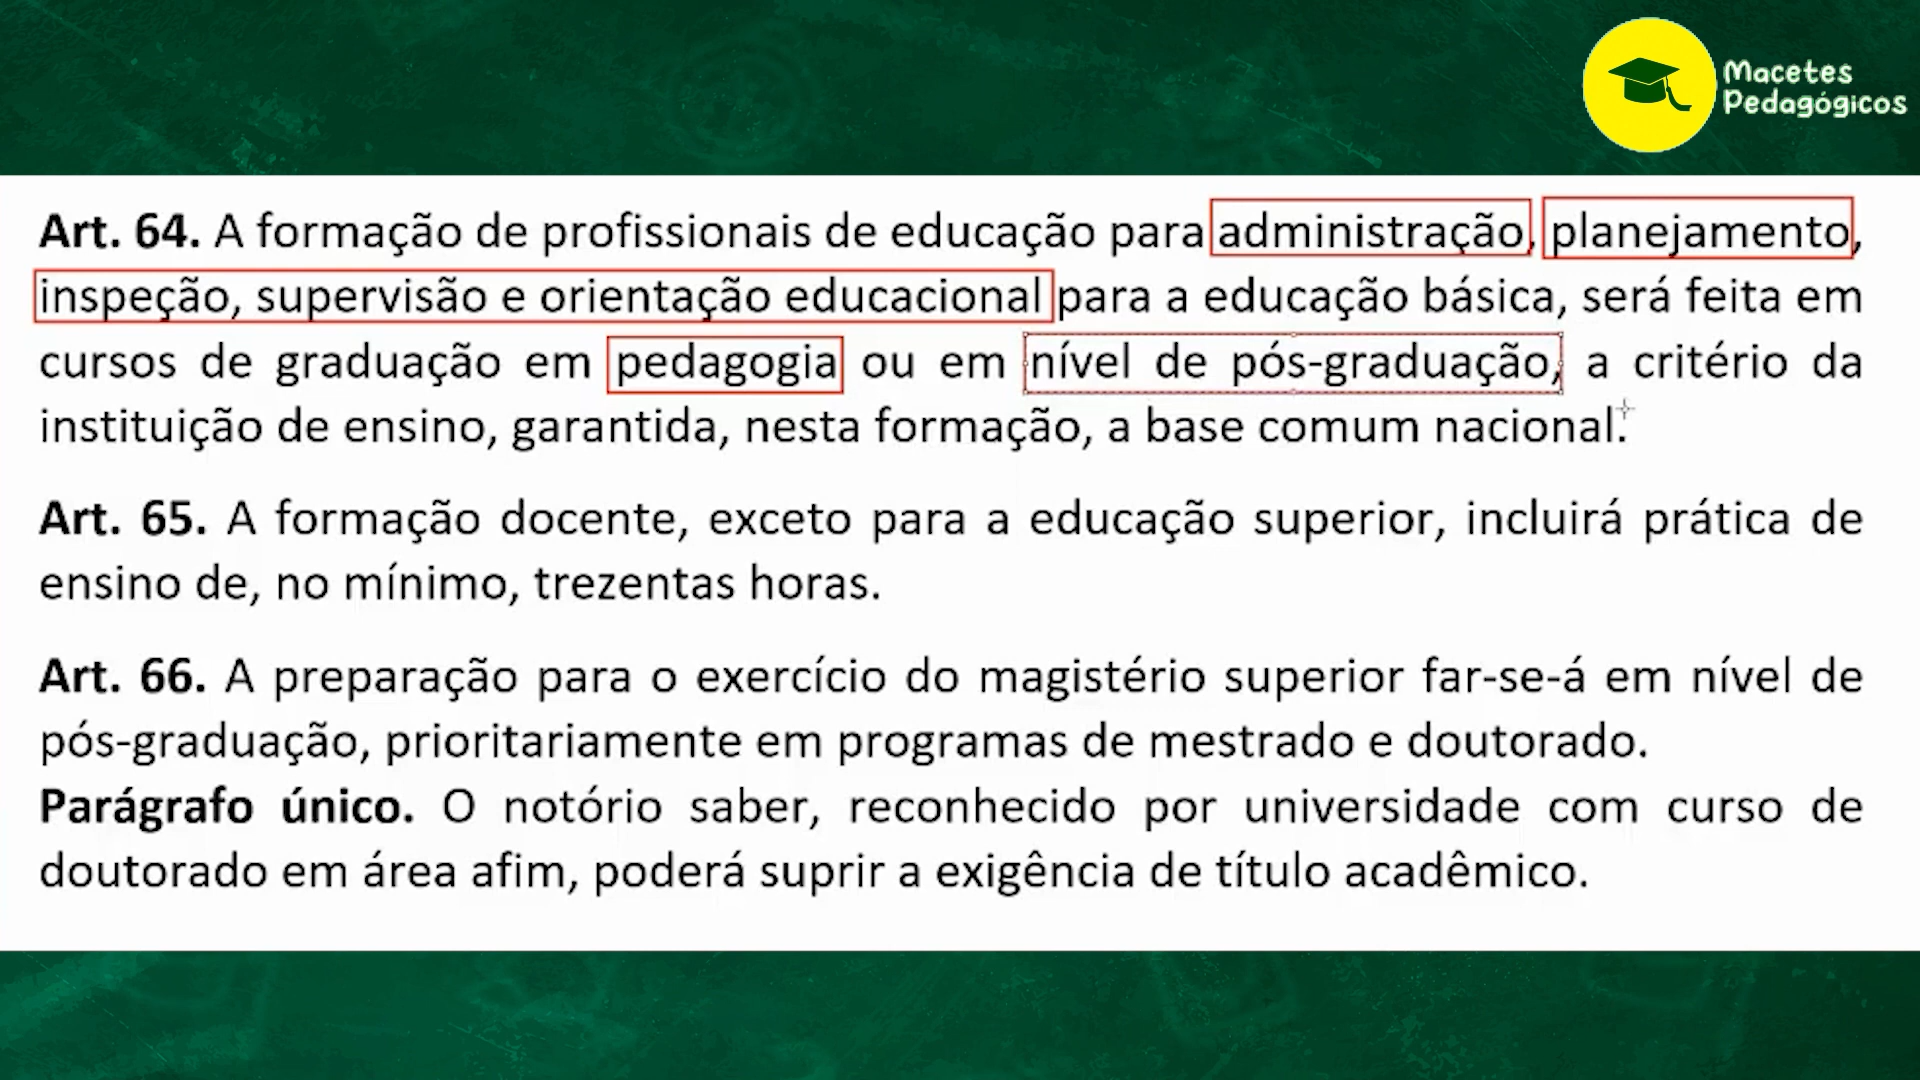 Macetes
Pedagógicos
Art. 64. A formação de profissionais de educação para administração, planejamento,
inspeção, supervisão e orientação educacional para a educação básica, será feita em
cursos de graduação em pedagogia ou em nível de pós-graduação, a critério da
instituição de ensino, garantida, nesta formação, a base comum nacional.
Art. 65. A formação docente, exceto para a educação superior, incluirá prática de
ensino de, no mínimo, trezentas horas.
Art. 66. A preparação para o exercício do magistério superior far-se-á em nível de
pós-graduação, prioritariamente em programas de mestrado e doutorado.
Parágrafo único. O notório saber, reconhecido por universidade com curso de
doutorado em área afim, poderá suprir a exigência de título acadêmico.